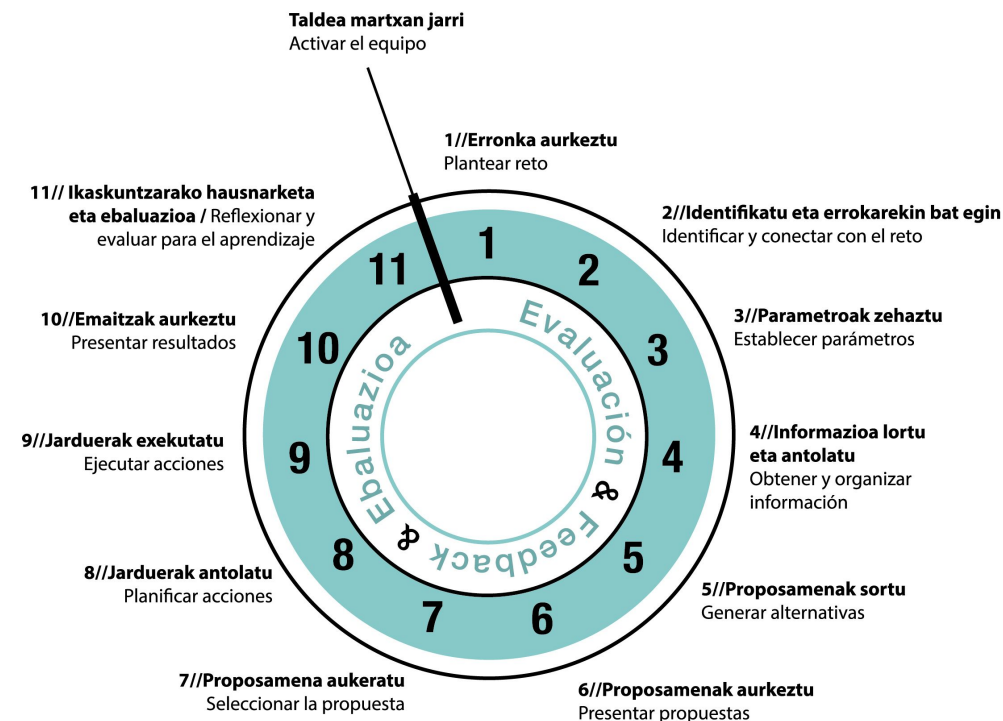 Taldea martxan jarri
Activar el equipo
1//Erronka aurkeztu
Plantear reto
2//Identifikatu eta errokarekin bat egin
Identificar y conectar con el reto
3//Parametroak zehaztu
Establecer parámetros
4//Informazioa lortu
eta antolatu
Obtener y organizar
información
5//Proposamenak sortu
Generar alternativas
6//Proposamenak aurkeztu
Presentar propuestas
7//Proposamena aukeratu
Seleccionar la propuesta
8//Jarduerak antolatu
Planificar acciones
9//Jarduerak exekutatu
Ejecutar acciones
10//Emaitzak aurkeztu
Presentar resultados
11// Ikaskuntzarako hausnarketa
eta ebaluazioa / Reflexionar y
evaluar para el aprendizaje
1
2
3
4
5
6
7
8
9
10
11
Evaluación & Feedback & Ebaluazioa